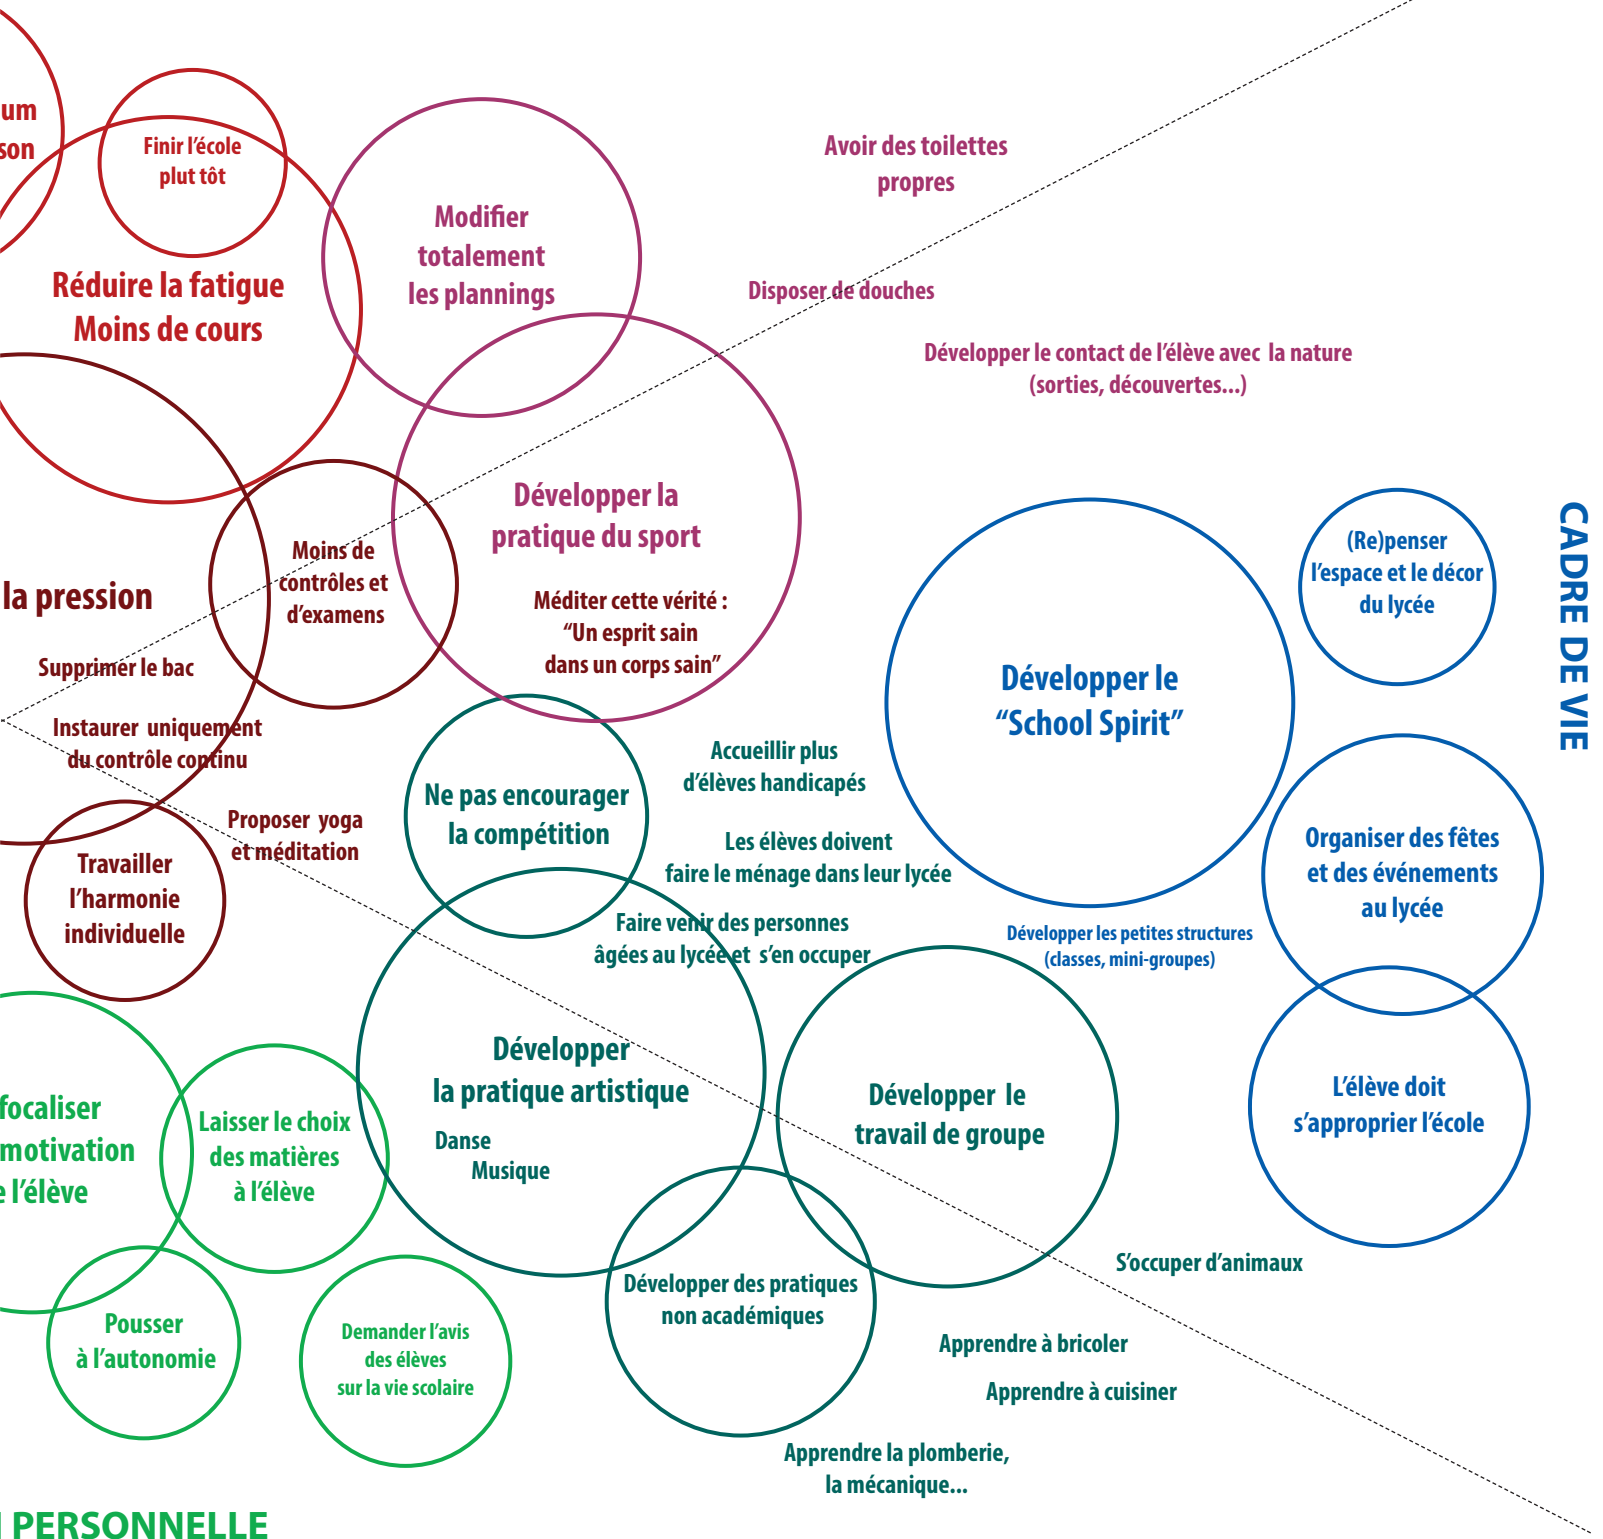 um
son
Finir l’école
plut tôt
Réduire la fatigue
Moins de cours
Modifier
totalement
les plannings
Avoir des toilettes
propres
Disposer de douches
Développer le contact de l’élève avec la nature
(sorties, découvertes...)
Développer la
pratique du sport
Méditer cette vérité :
“Un esprit sain
dans un corps sain”
Moins de
contrôles et
d’examens
la pression
Supprimer le bac
Instaurer uniquement
du contrôle continu
Proposer yoga
et méditation
Travailler
l’harmonie
individuelle
Ne pas encourager
la compétition
Accueillir plus
d’élèves handicapés
Les élèves doivent
faire le ménage dans leur lycée
Faire venir des personnes
âgées au lycée et s’en occuper
Développer le
“School Spirit”
(Re)penser
l’espace et le décor
du lycée
CADRE DE VIE
Organiser des fêtes
et des événements
au lycée
Développer les petites structures
(classes, mini-groupes)
L’élève doit
s’approprier l’école
Développer
la pratique artistique
Danse
Musique
Développer le
travail de groupe
focaliser
motivation
e l’élève
Laisser le choix
des matières
à l’élève
Pousser
à l’autonomie
Demander l’avis
des élèves
sur la vie scolaire
Développer des pratiques
non académiques
S’occuper d’animaux
Apprendre à bricoler
Apprendre à cuisiner
Apprendre la plomberie,
la mécanique...
PERSONNELLE